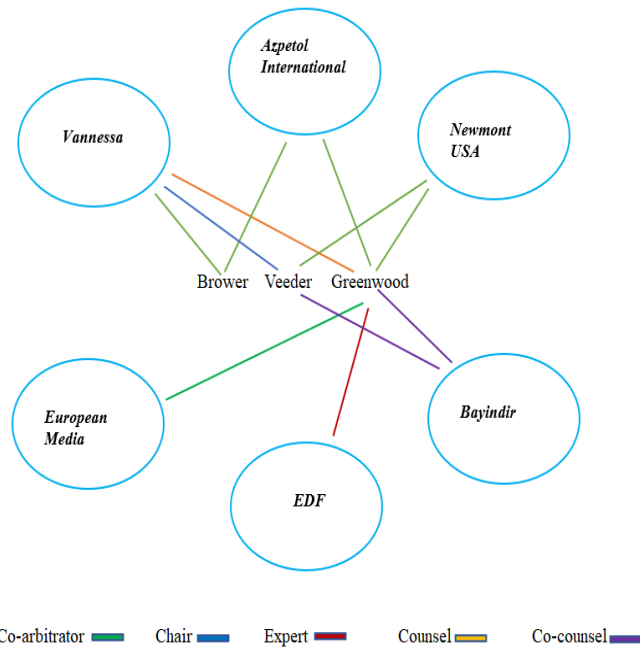 Azpetol
International
Vannessa
Newmont
USA
Brower Veeder Greenwood
European
Media
Bayindir
EDF
Co-arbitrator Chair Expert Counsel Co-counsel